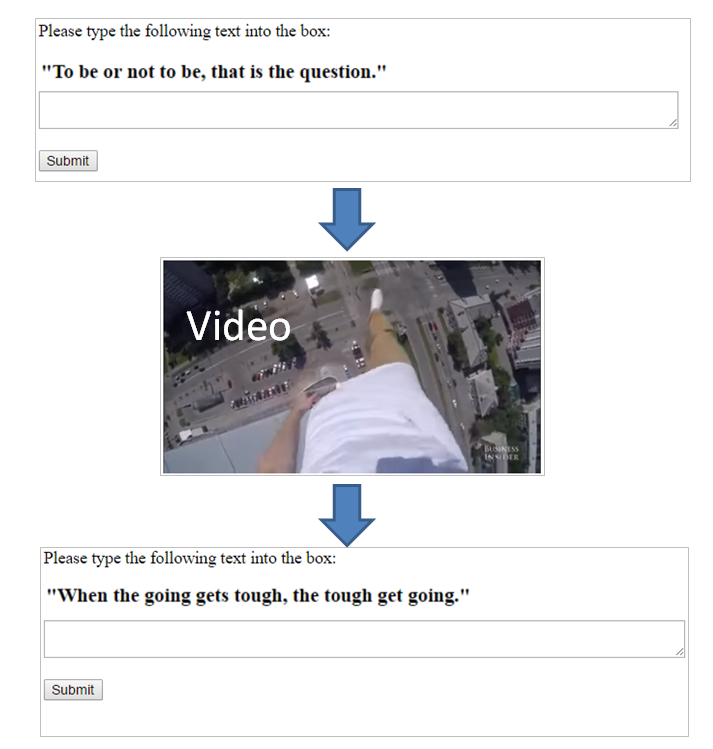 Please type the following text into the box:
"To be or not to be, that is the question."
Submit
Video
BUSINESS
INSIDER
Please type the following text into the box:
"When the going gets tough, the tough get going."
Submit